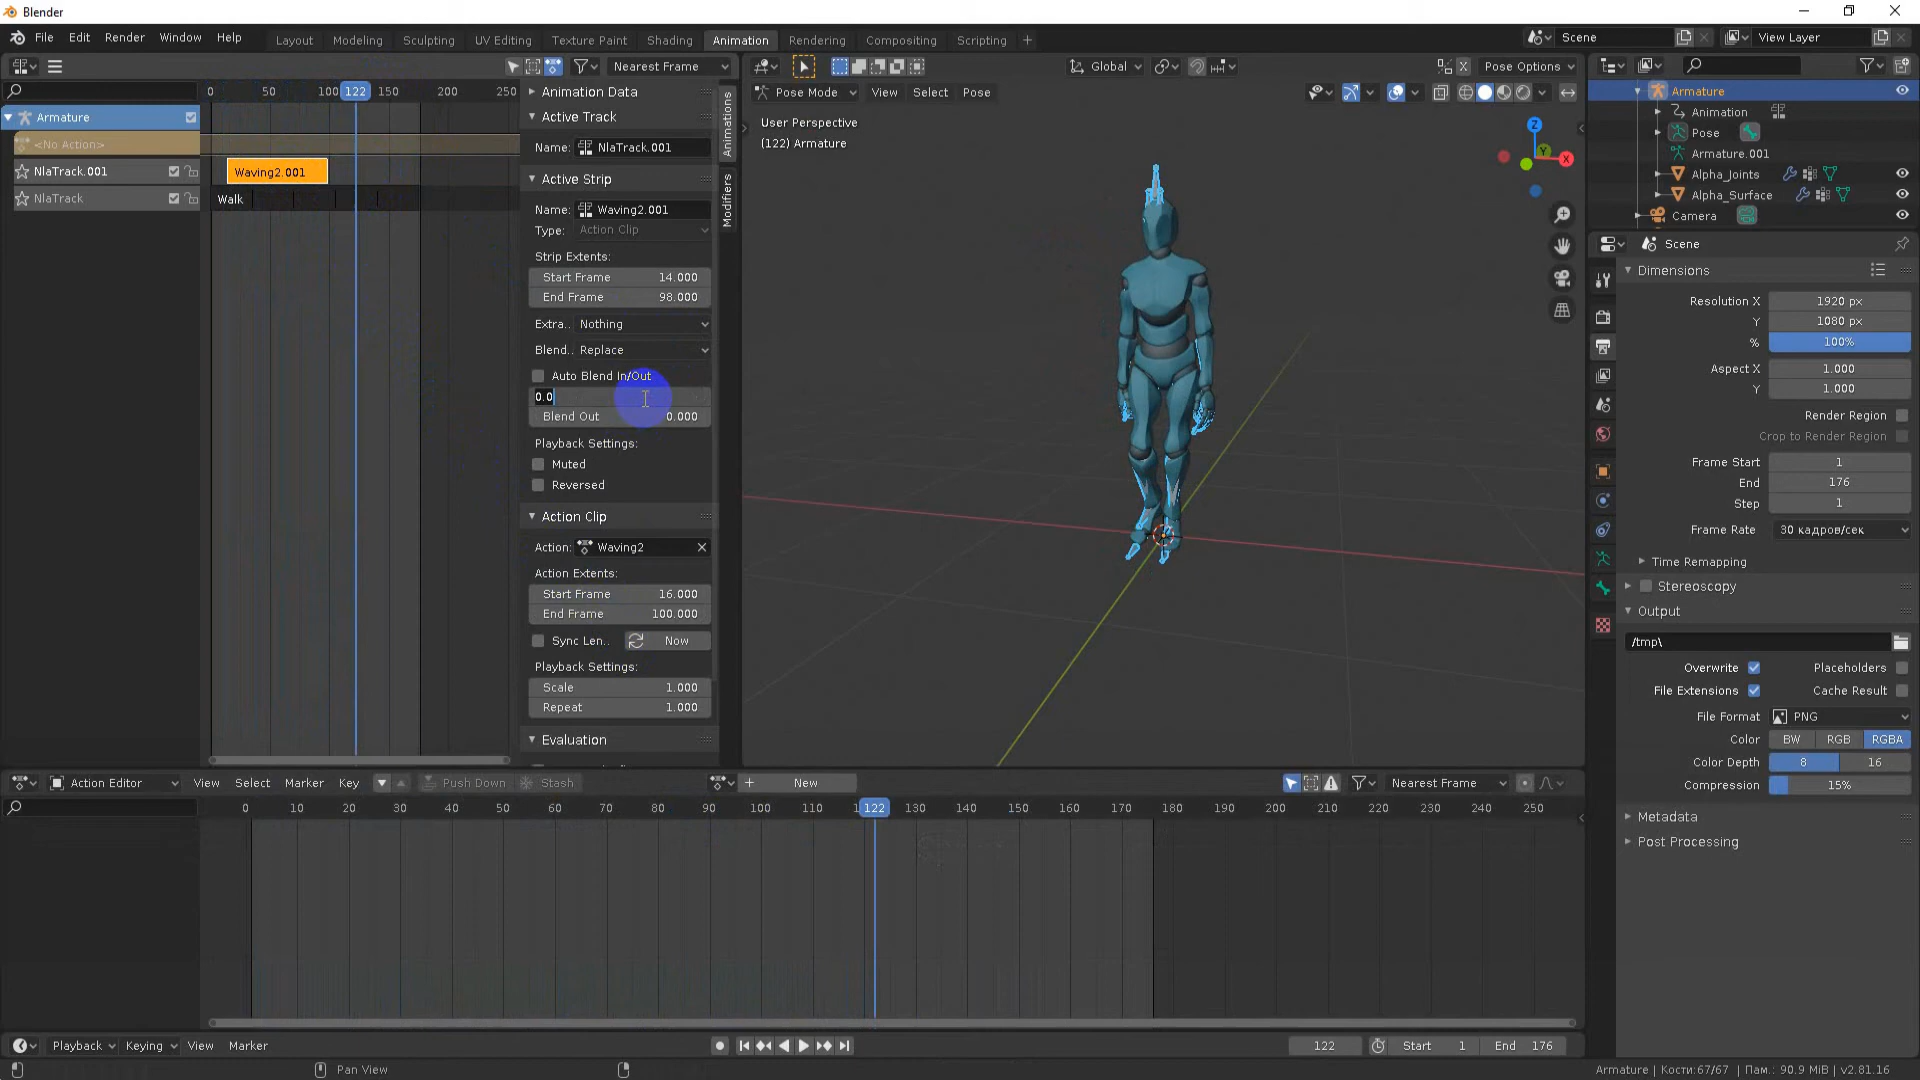 Blender
File Edit Render Window Help Layout Modeling Sculpting UV Editing Texture Paint Shading Animation Rendering Compositing Scripting + Scene View Layer
Nearest Frame Global X Pose Options
0 50 100 122 150 200 250 Pose Mode View Select Pose
Armature
<No Action>
NlaTrack.001 Waving2.001
NlaTrack Walk
Animation Data
Active Track
Name: NlaTrack.001
Active Strip
Name: Waving2.001
Type: Action Clip
Strip Extents:
Start Frame 14.000
End Frame 98.000
Extra.. Nothing
Blend.. Replace
Auto Blend In/Out
0.0
Blend Out 0.000
Playback Settings:
Muted
Reversed
Action Clip
Action: Waving2
Action Extents:
Start Frame 16.000
End Frame 100.000
Sync Len.. Now
Playback Settings:
Scale 1.000
Repeat 1.000
Evaluation
Animations
Modifiers
User Perspective
(122) Armature
Z
Y
X
Armature
Animation
Pose
Armature.001
Alpha_Joints
Alpha_Surface
Camera
Scene
Dimensions
Resolution X 1920 px
Y 1080 px
% 100%
Aspect X 1.000
Y 1.000
Render Region
Crop to Render Region
Frame Start 1
End 176
Step 1
Frame Rate 30 кадров/сек
Time Remapping
Stereoscopy
Output
/tmp\
Overwrite Placeholders
File Extensions Cache Result
File Format PNG
Color BW RGB RGBA
Color Depth 8 16
Compression 15%
Metadata
Post Processing
Action Editor View Select Marker Key Push Down Stash + New Nearest Frame
0 10 20 30 40 50 60 70 80 90 100 110 1 122 130 140 150 160 170 180 190 200 210 220 230 240 250
Playback Keying View Marker 122 Start 1 End 176
Pan View Armature | Кости:67/67 | Пам.: 90.9 MiB | v2.81.16